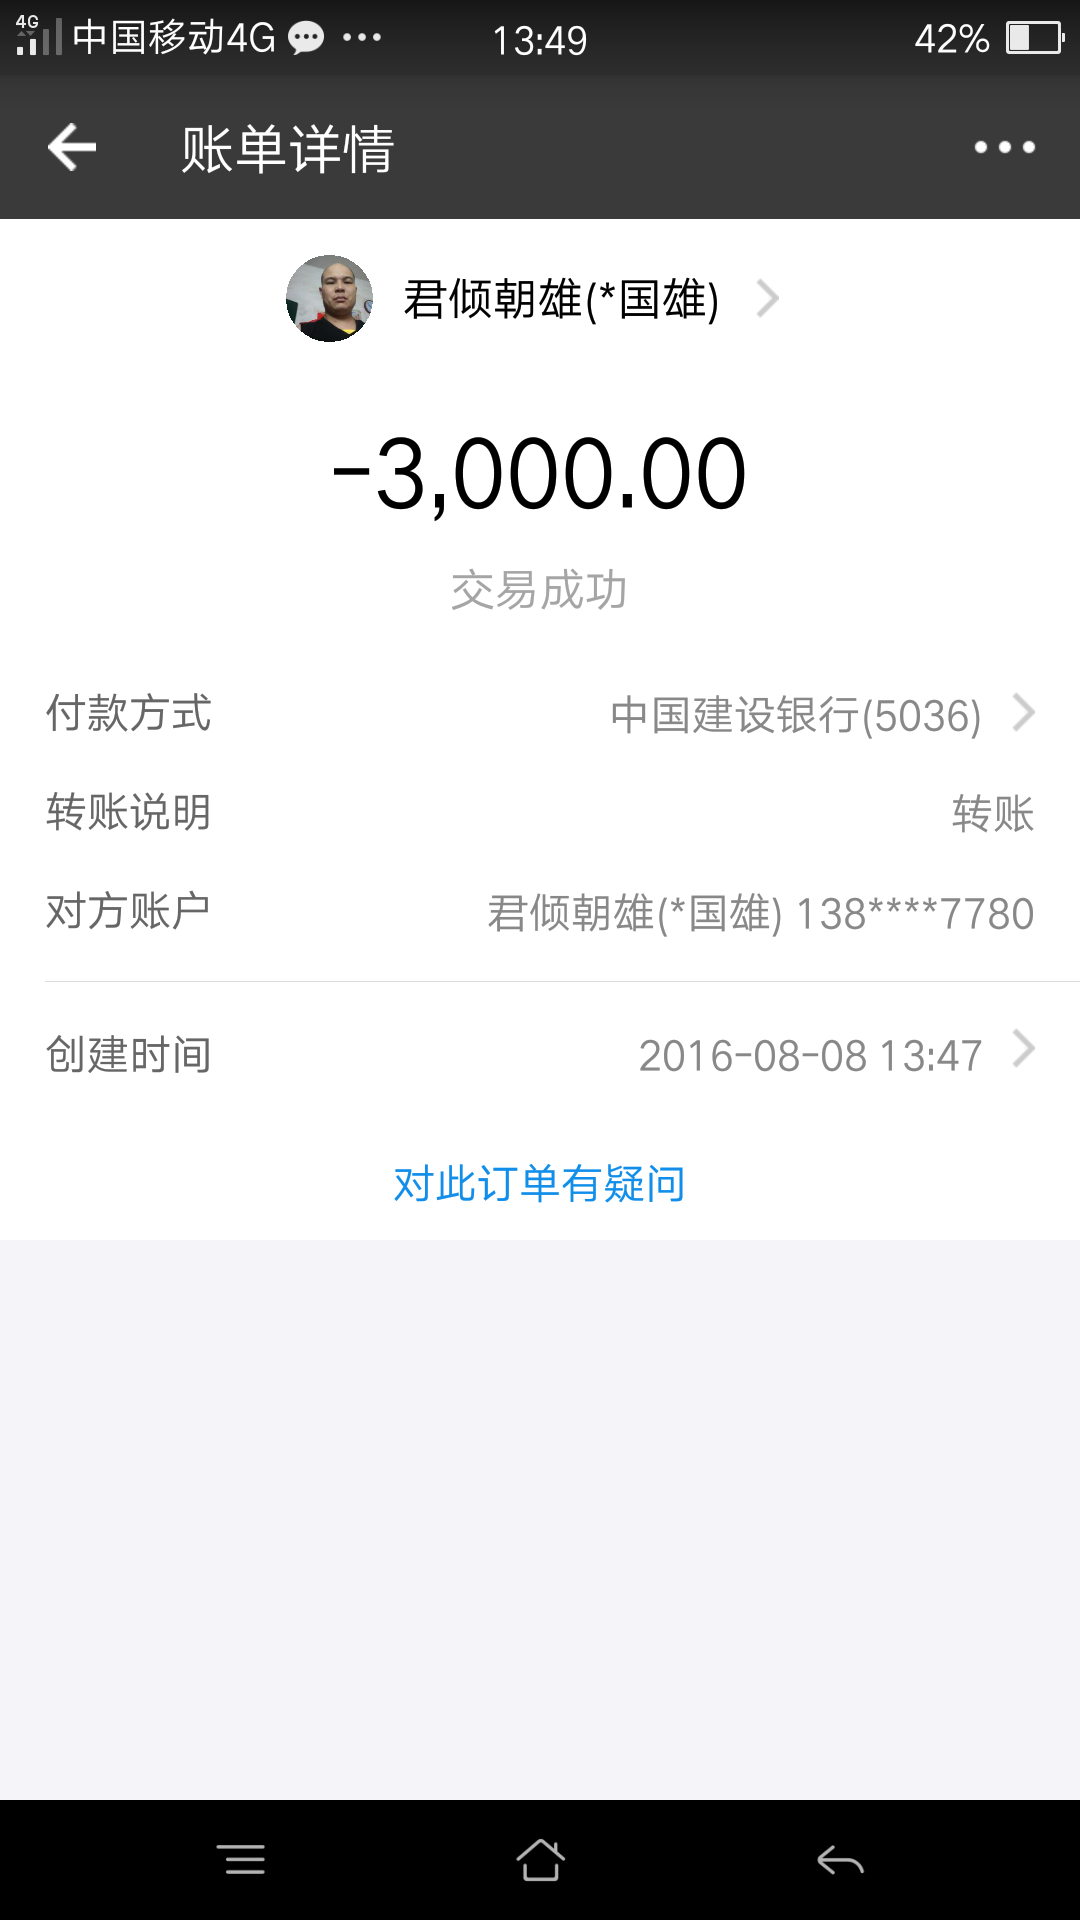 4G 中国移动4G 13:49 42%
账单详情
君倾朝雄(*国雄)
-3,000.00
交易成功
付款方式 中国建设银行(5036)
转账说明 转账
对方账户 君倾朝雄(*国雄) 138****7780
创建时间 2016-08-08 13:47
对此订单有疑问